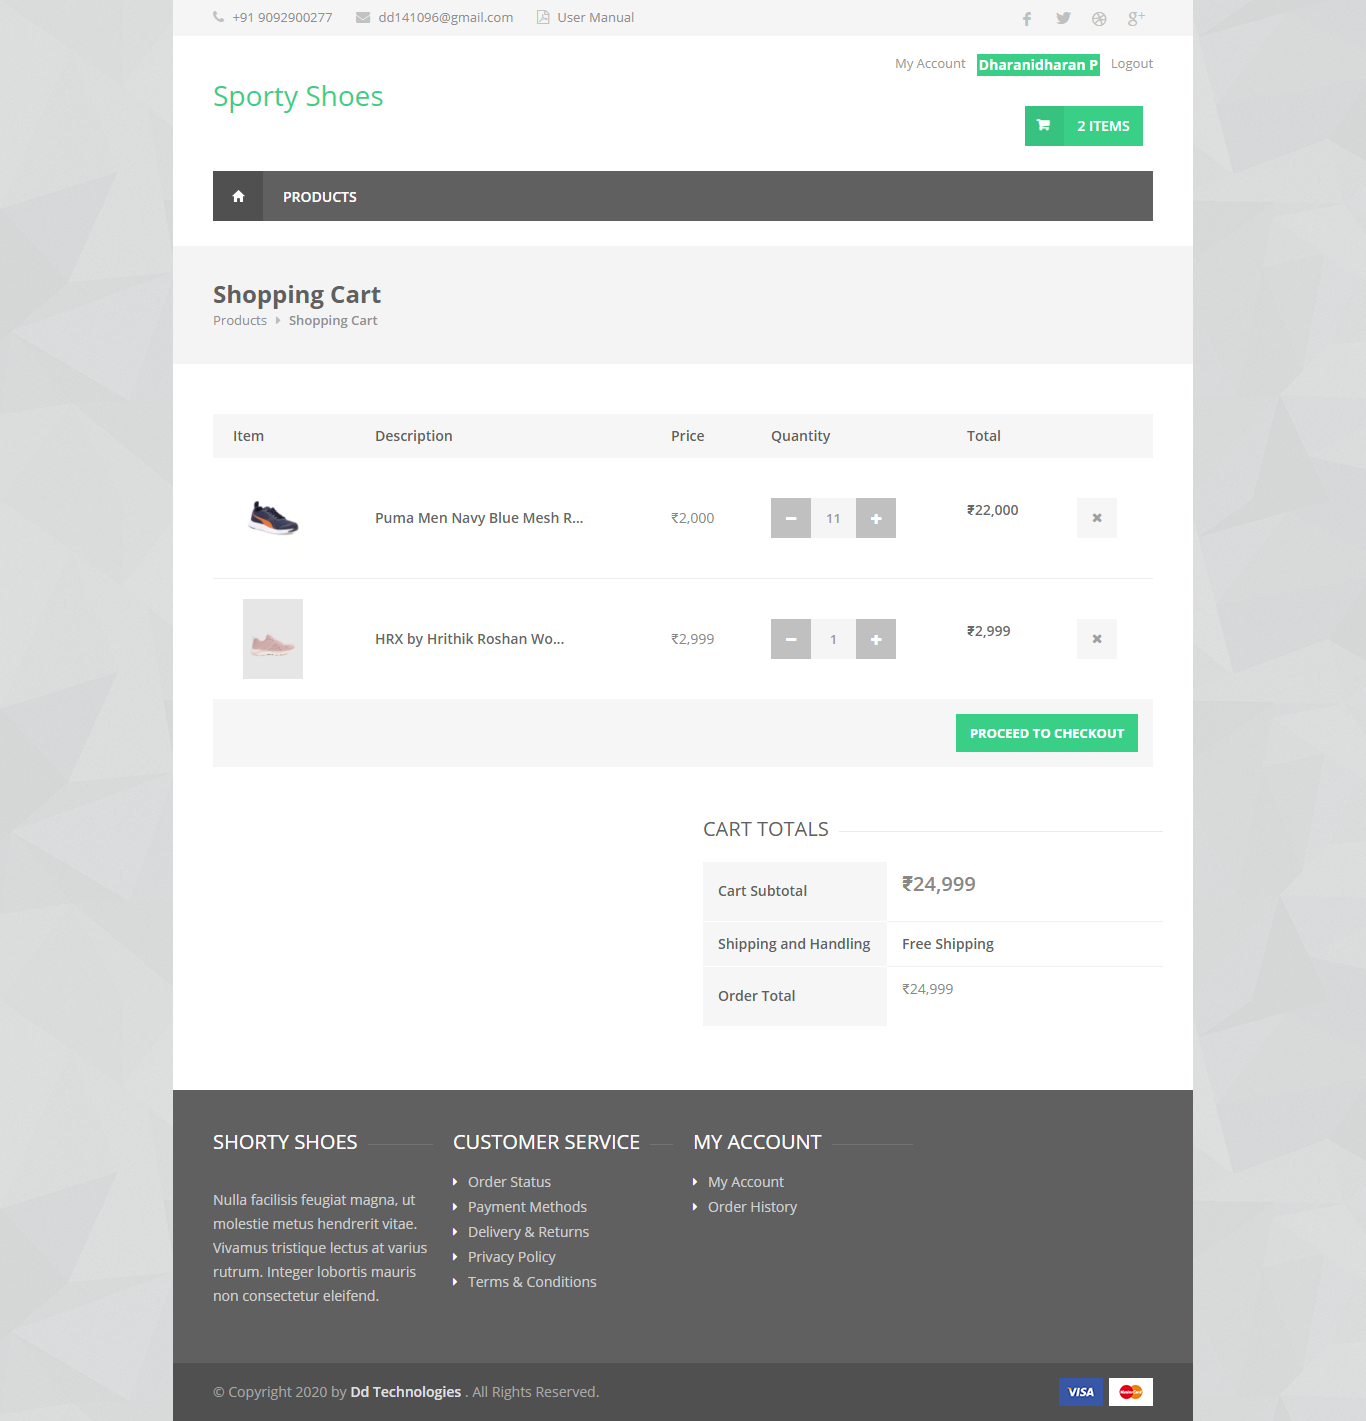 +91 9092900277 dd141096@gmail.com User Manual
My Account Dharanidharan P Logout
Sporty Shoes
2 ITEMS
PRODUCTS
Shopping Cart
Products Shopping Cart
Item Description Price Quantity Total
Puma Men Navy Blue Mesh R... ₹2,000 11 ₹22,000
HRX by Hrithik Roshan Wo... ₹2,999 1 ₹2,999
PROCEED TO CHECKOUT
CART TOTALS
Cart Subtotal ₹24,999
Shipping and Handling Free Shipping
Order Total ₹24,999
SHORTY SHOES
Nulla facilisis feugiat magna, ut
molestie metus hendrerit vitae.
Vivamus tristique lectus at varius
rutrum. Integer lobortis mauris
non consectetur eleifend.
CUSTOMER SERVICE
Order Status
Payment Methods
Delivery & Returns
Privacy Policy
Terms & Conditions
MY ACCOUNT
My Account
Order History
© Copyright 2020 by Dd Technologies . All Rights Reserved.
VISA MasterCard